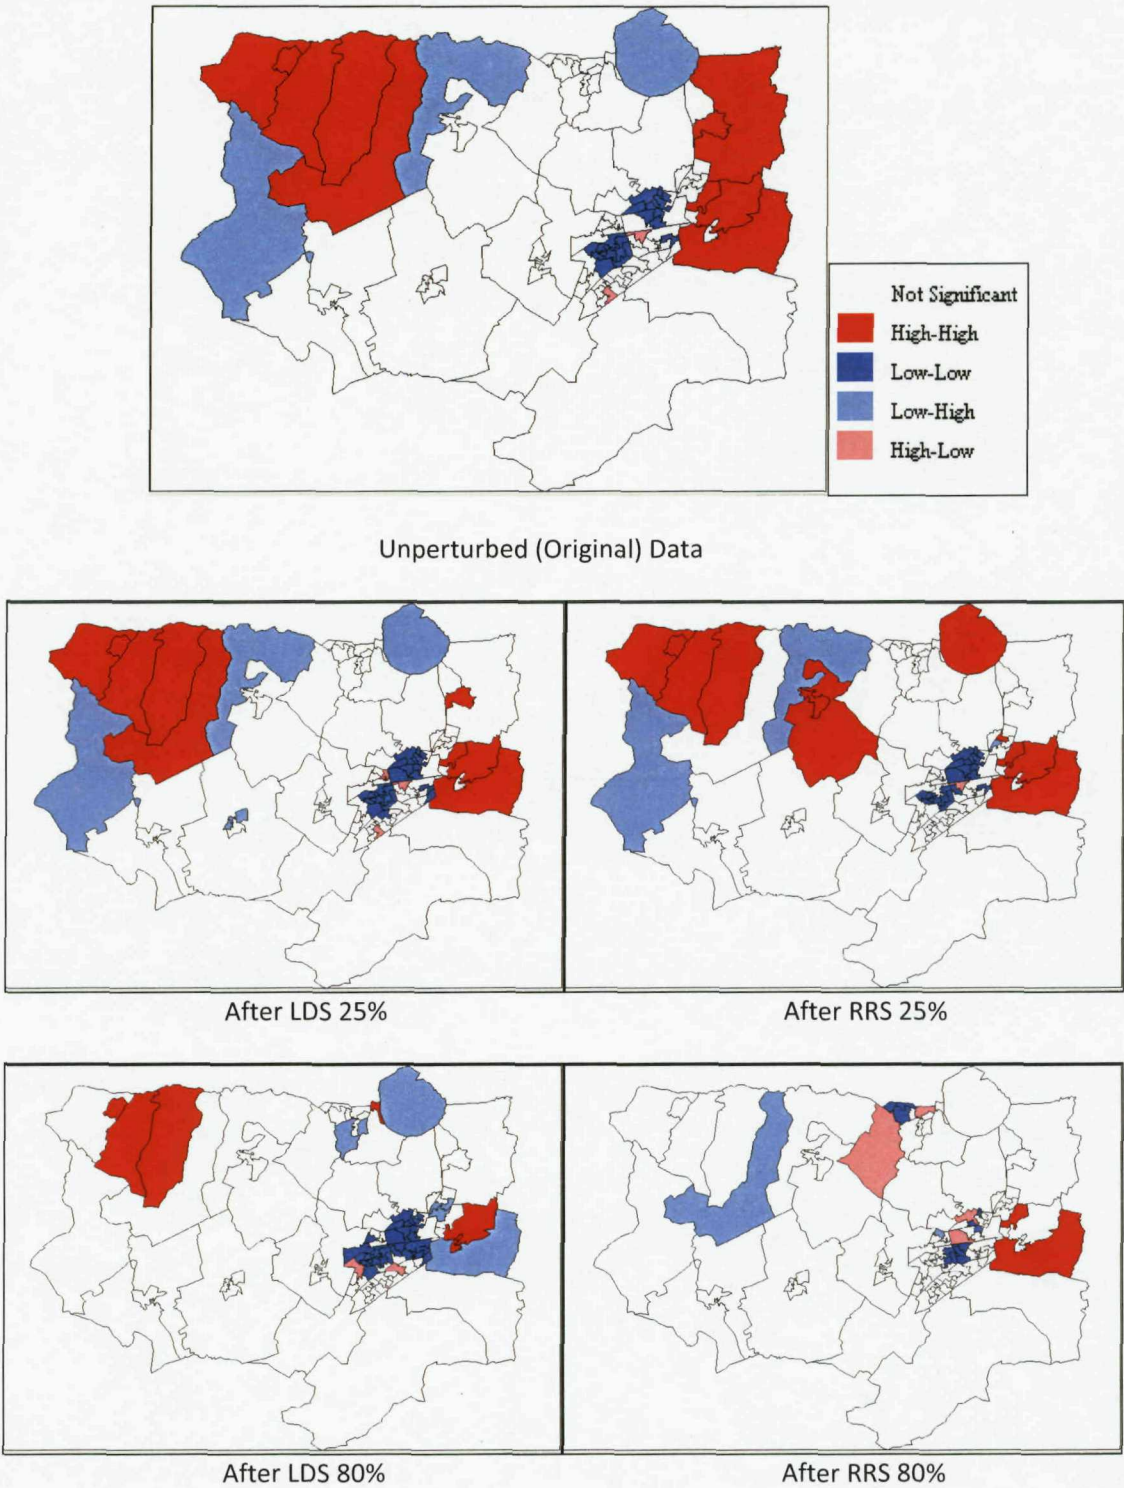 Not Significant
High-High
Low-Low
Low-High
High-Low
Unperturbed (Original) Data
After LDS 25%
After RRS 25%
After LDS 80%
After RRS 80%